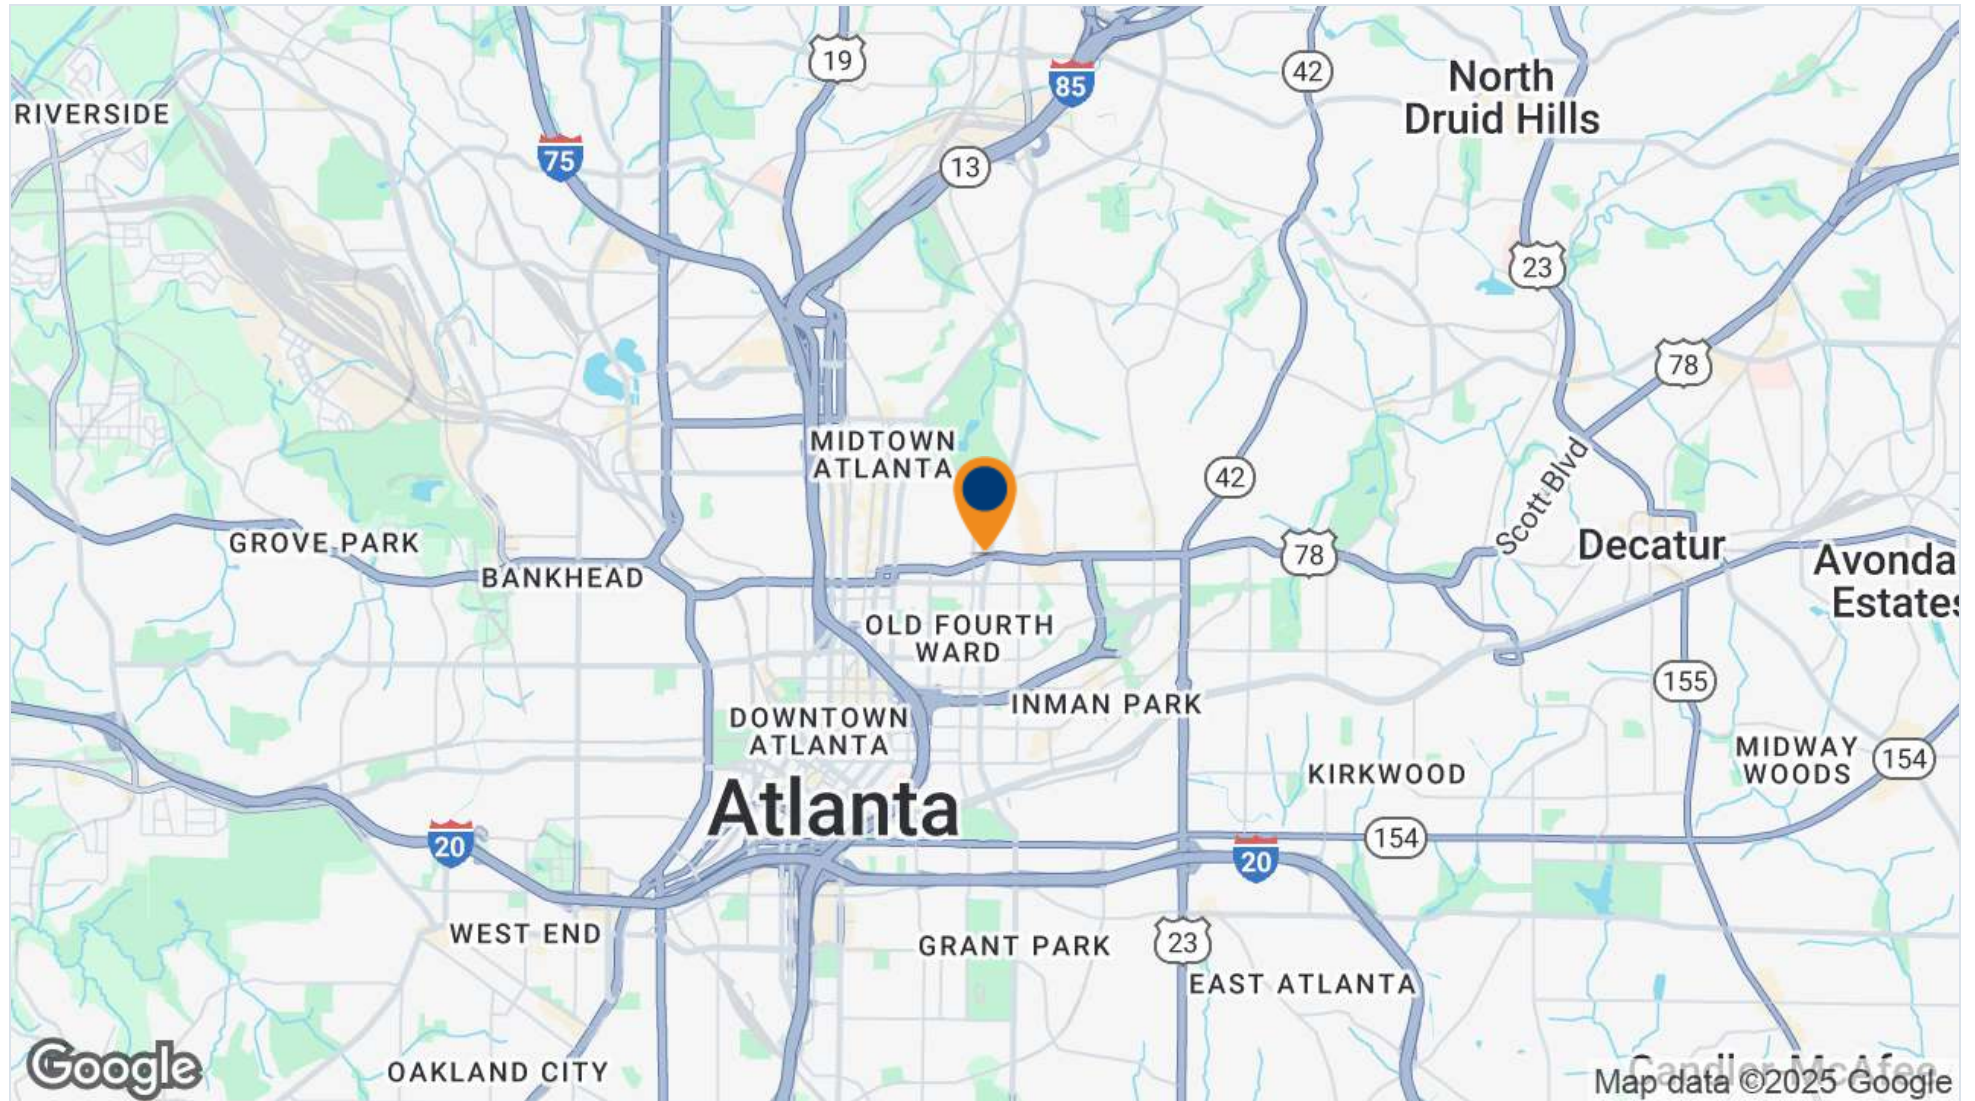 19
85
42
North
Druid Hills
RIVERSIDE
75
13
23
78
MIDTOWN
ATLANTA
42
Scott Blvd
GROVE PARK
78
Decatur
Avonda
Estates
BANKHEAD
OLD FOURTH
WARD
155
INMAN PARK
DOWNTOWN
ATLANTA
MIDWAY
WOODS
154
KIRKWOOD
Atlanta
20
154
20
WEST END
GRANT PARK
23
EAST ATLANTA
Google
OAKLAND CITY
Candler-McAfee
Map data ©2025 Google